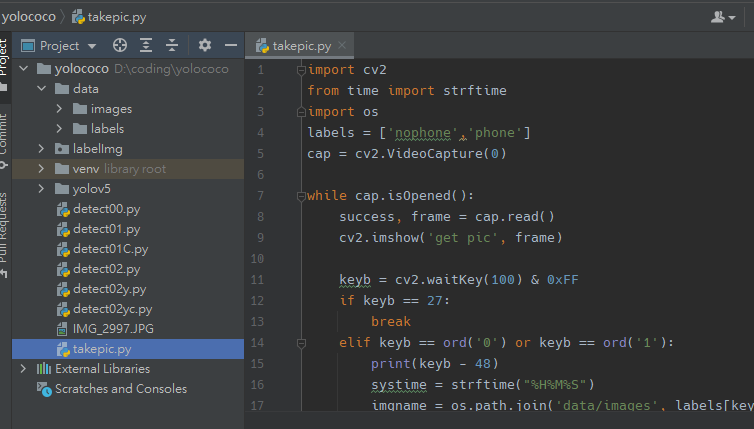 yolococo takepic.py
Project
Commit
Pull Requests
Project
yolococo D:\coding\yolococo
data
images
labels
labelImg
venv library root
yolov5
detect00.py
detect01.py
detect01C.py
detect02.py
detect02y.py
detect02yc.py
IMG_2997.JPG
takepic.py
External Libraries
Scratches and Consoles
takepic.py
1 import cv2
2 from time import strftime
3 import os
4 labels = ['nophone','phone']
5 cap = cv2.VideoCapture(0)
6
7 while cap.isOpened():
8     success, frame = cap.read()
9     cv2.imshow('get pic', frame)
10
11     keyb = cv2.waitKey(100) & 0xFF
12     if keyb == 27:
13         break
14     elif keyb == ord('0') or keyb == ord('1'):
15         print(keyb - 48)
16         systime = strftime("%H%M%S")
17         imgname = os.path.join('data/images', labels[key